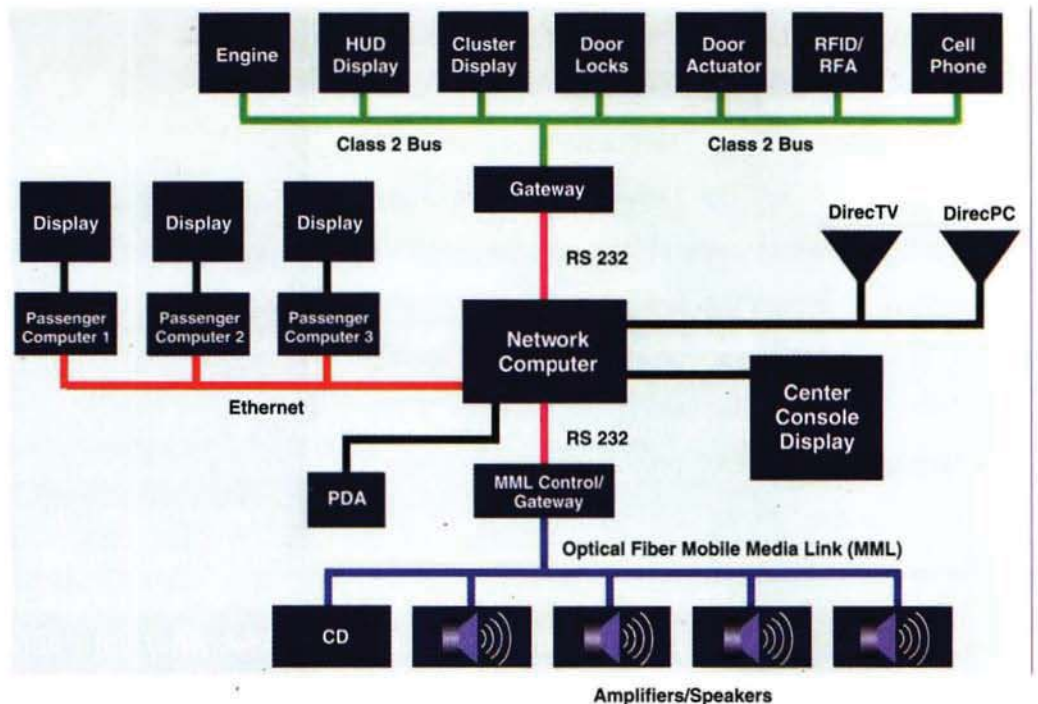 Engine
HUD
Display
Cluster
Display
Door
Locks
Door
Actuator
RFID/
RFA
Cell
Phone
Class 2 Bus
Class 2 Bus
Gateway
Display
Display
Display
DirecTV
DirecPC
RS 232
Passenger
Computer 1
Passenger
Computer 2
Passenger
Computer 3
Network
Computer
Center
Console
Display
Ethernet
RS 232
PDA
MML Control/
Gateway
Optical Fiber Mobile Media Link (MML)
CD
Amplifiers/Speakers